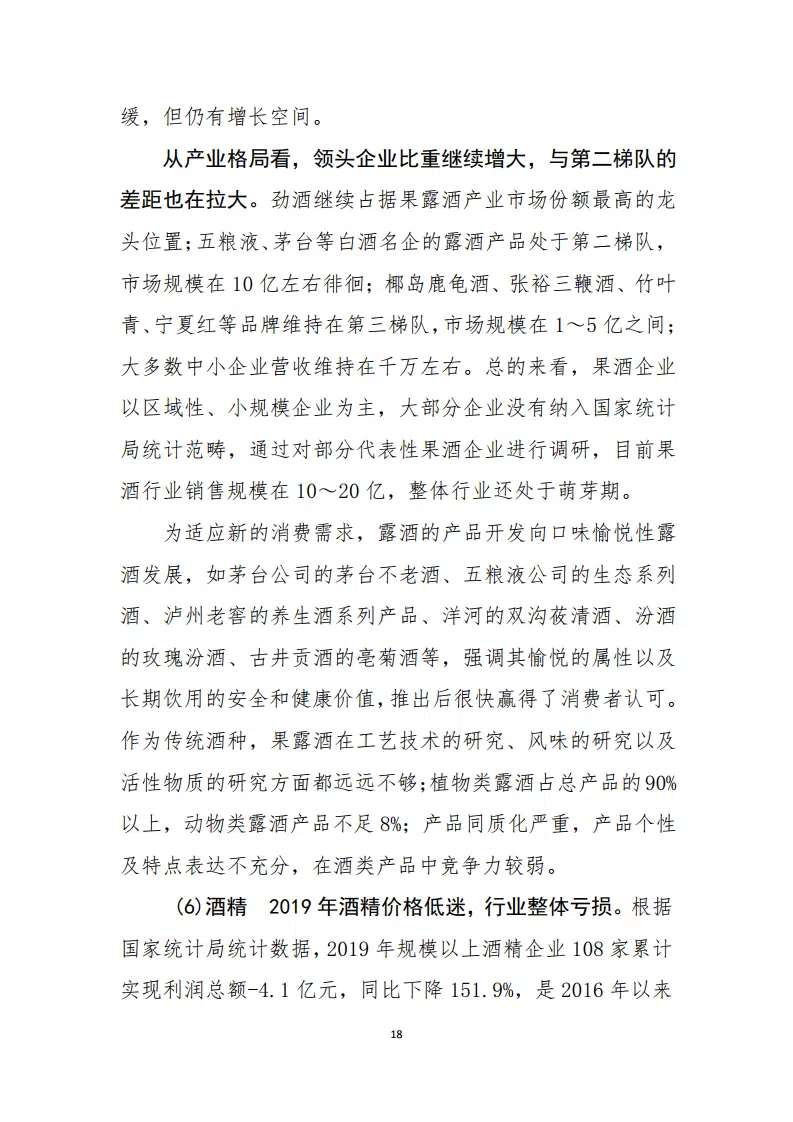 缓，但仍有增长空间。
从产业格局看，领头企业比重继续增大，与第二梯队的
差距也在拉大。劲酒继续占据果露酒产业市场份额最高的龙
头位置；五粮液、茅台等白酒名企的露酒产品处于第二梯队，
市场规模在 10 亿左右徘徊；椰岛鹿龟酒、张裕三鞭酒、竹叶
青、宁夏红等品牌维持在第三梯队，市场规模在 1～5 亿之间；
大多数中小企业营收维持在千万左右。总的来看，果酒企业
以区域性、小规模企业为主，大部分企业没有纳入国家统计
局统计范畴，通过对部分代表性果酒企业进行调研，目前果
酒行业销售规模在 10～20 亿，整体行业还处于萌芽期。
为适应新的消费需求，露酒的产品开发向口味愉悦性露
酒发展，如茅台公司的茅台不老酒、五粮液公司的生态系列
酒、泸州老窖的养生酒系列产品、洋河的双沟莜清酒、汾酒
的玫瑰汾酒、古井贡酒的亳菊酒等，强调其愉悦的属性以及
长期饮用的安全和健康价值，推出后很快赢得了消费者认可。
作为传统酒种，果露酒在工艺技术的研究、风味的研究以及
活性物质的研究方面都远远不够；植物类露酒占总产品的 90%
以上，动物类露酒产品不足 8%；产品同质化严重，产品个性
及特点表达不充分，在酒类产品中竞争力较弱。
(6)酒精　2019 年酒精价格低迷，行业整体亏损。根据
国家统计局统计数据，2019 年规模以上酒精企业 108 家累计
实现利润总额-4.1 亿元，同比下降 151.9%，是 2016 年以来
18